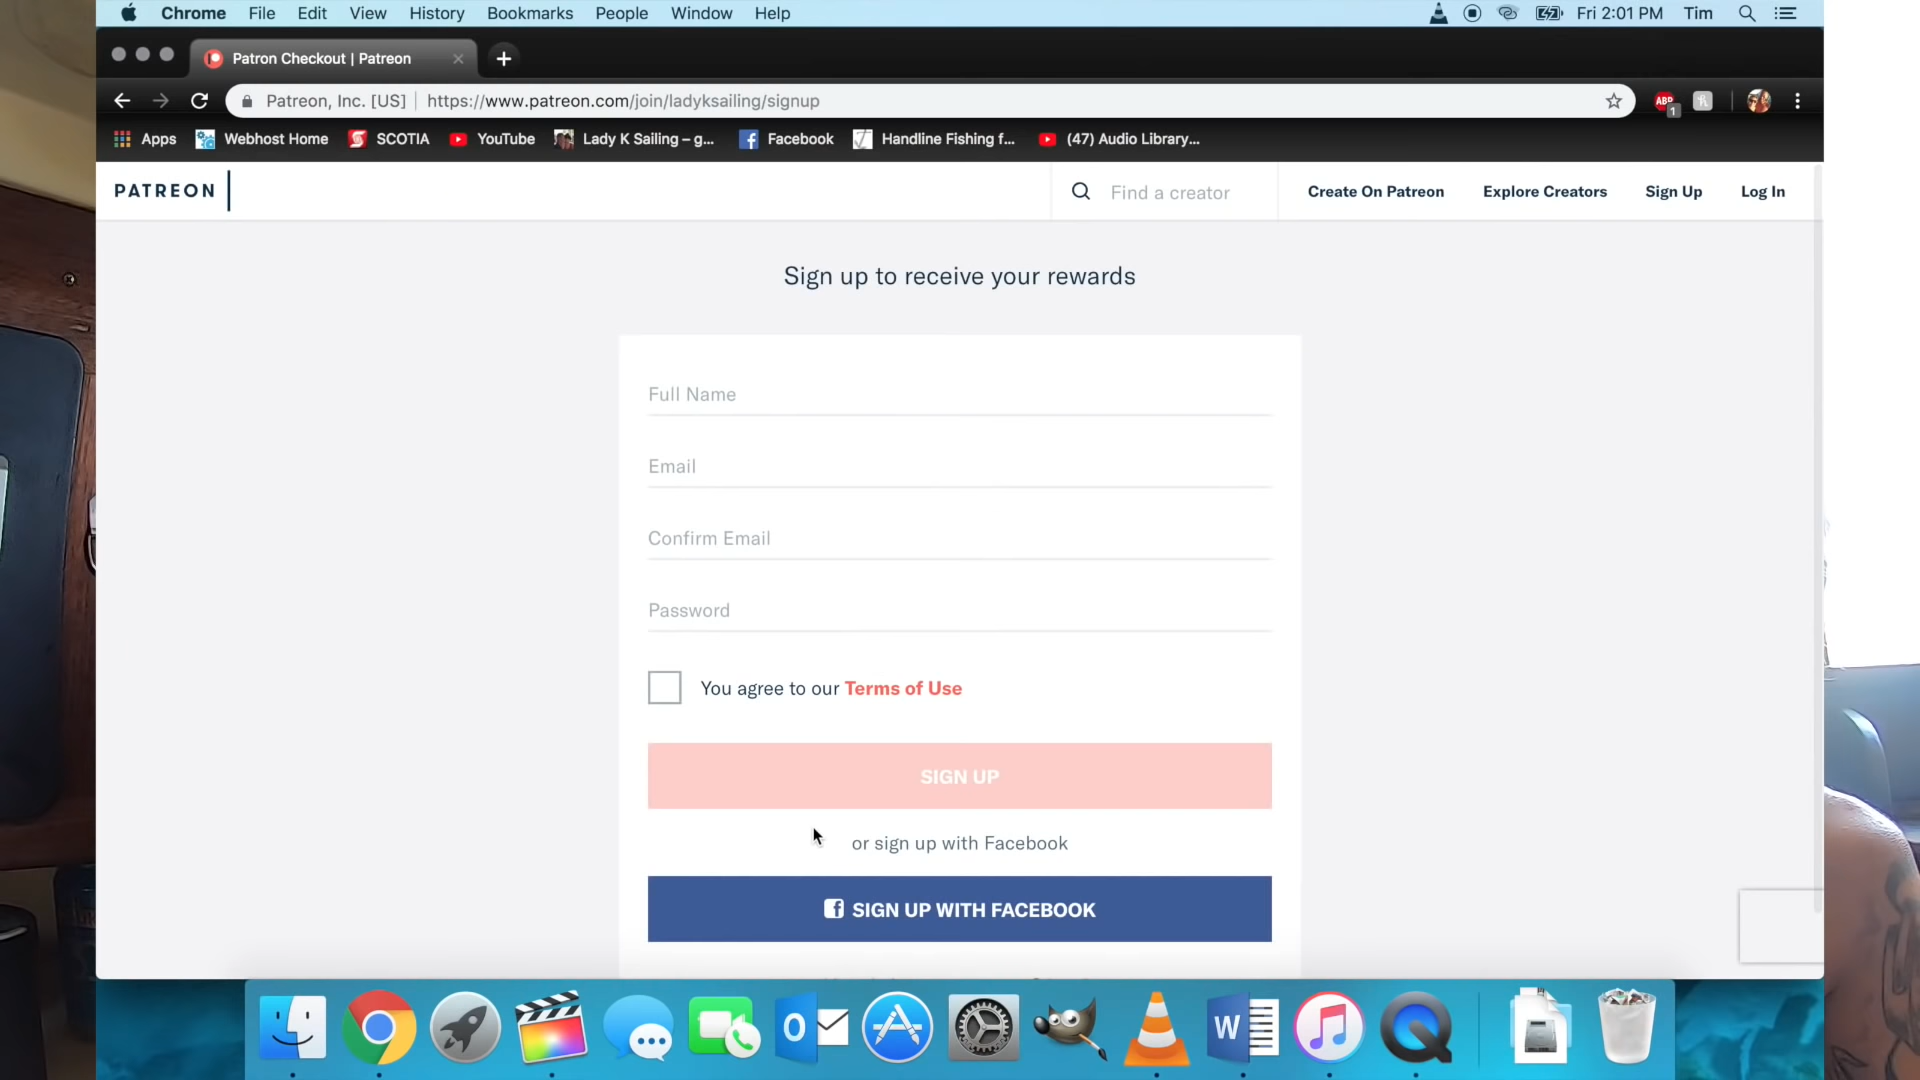 Chrome File Edit View History Bookmarks People Window Help Fri 2:01 PM Tim
Patron Checkout | Patreon
Patreon, Inc. [US] https://www.patreon.com/join/ladyksailing/signup ABP 1
Apps Webhost Home SCOTIA YouTube Lady K Sailing – g... Facebook Handline Fishing f... (47) Audio Library...
PATREON Find a creator Create On Patreon Explore Creators Sign Up Log In
Sign up to receive your rewards
Full Name
Email
Confirm Email
Password
You agree to our Terms of Use
SIGN UP
or sign up with Facebook
SIGN UP WITH FACEBOOK